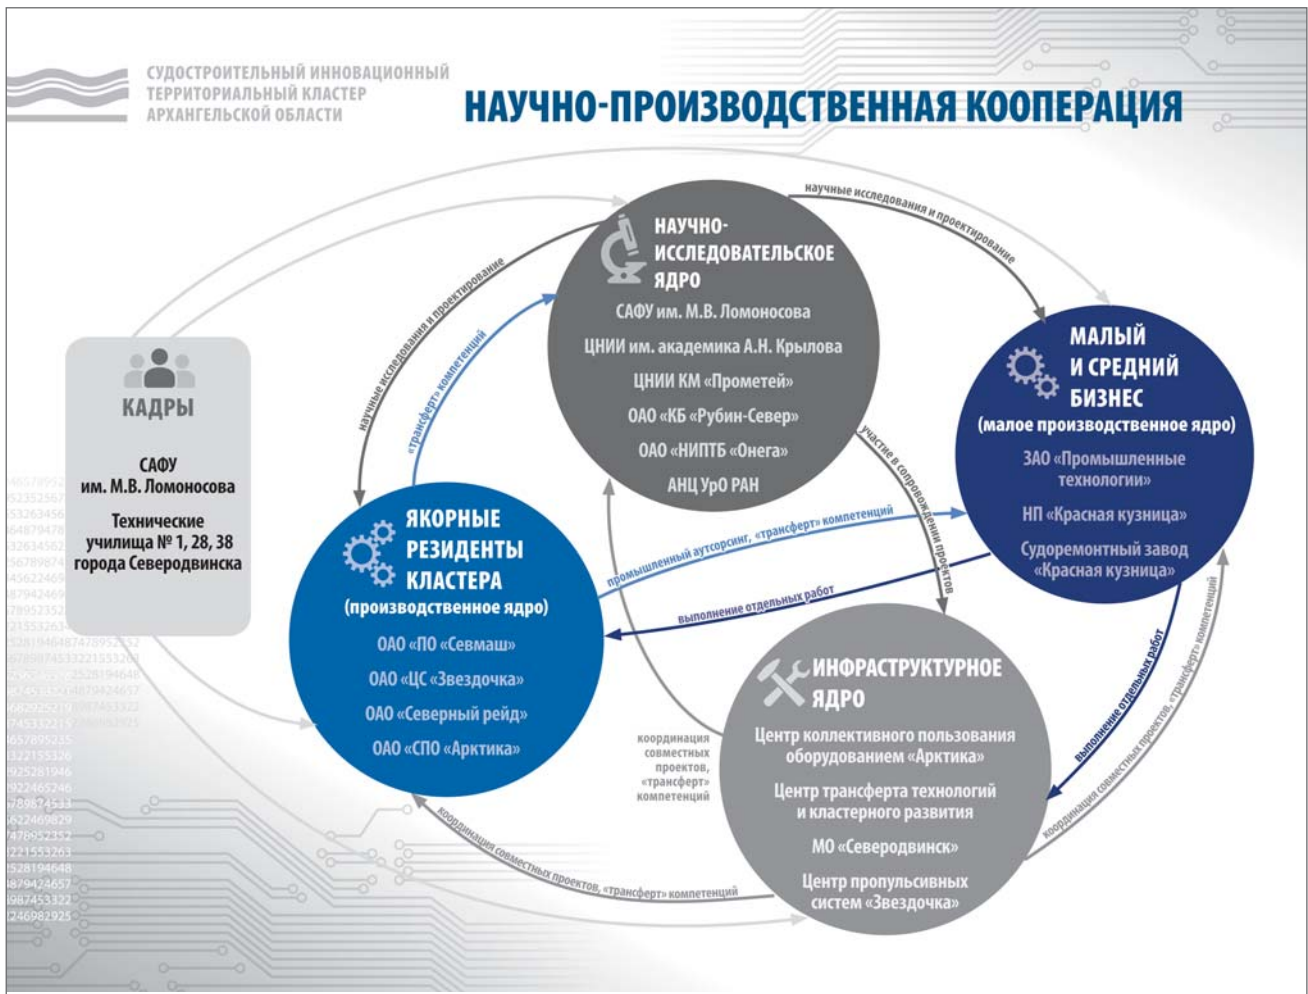 СУДОСТРОИТЕЛЬНЫЙ ИННОВАЦИОННЫЙ
ТЕРРИТОРИАЛЬНЫЙ КЛАСТЕР
АРХАНГЕЛЬСКОЙ ОБЛАСТИ
НАУЧНО-ПРОИЗВОДСТВЕННАЯ КООПЕРАЦИЯ
КАДРЫ
САФУ
им. М.В. Ломоносова
Технические
училища № 1, 28, 38
города Северодвинска
научные исследования и проектирование
«трансферт» компетенций
НАУЧНО-
ИССЛЕДОВАТЕЛЬСКОЕ
ЯДРО
САФУ им. М.В. Ломоносова
ЦНИИ им. академика А.Н. Крылова
ЦНИИ КМ «Прометей»
ОАО «КБ «Рубин-Север»
ОАО «НИПТБ «Онега»
АНЦ УрО РАН
научные исследования и проектирование
МАЛЫЙ
И СРЕДНИЙ
БИЗНЕС
(малое производственное ядро)
ЗАО «Промышленные
технологии»
НП «Красная кузница»
Судоремонтный завод
«Красная кузница»
участие в сопровождении проектов
промышленный аутсорсинг, «трансферт» компетенций
выполнение отдельных работ
ЯКОРНЫЕ
РЕЗИДЕНТЫ
КЛАСТЕРА
(производственное ядро)
ОАО «ПО «Севмаш»
ОАО «ЦС «Звездочка»
ОАО «Северный рейд»
ОАО «СПО «Арктика»
координация
совместных
проектов,
«трансферт»
компетенций
ИНФРАСТРУКТУРНОЕ
ЯДРО
Центр коллективного пользования
оборудованием «Арктика»
Центр трансферта технологий
и кластерного развития
МО «Северодвинск»
Центр пропульсивных
систем «Звездочка»
выполнение отдельных работ
координация совместных проектов, «трансферт» компетенций
координация совместных проектов, «трансферт» компетенций